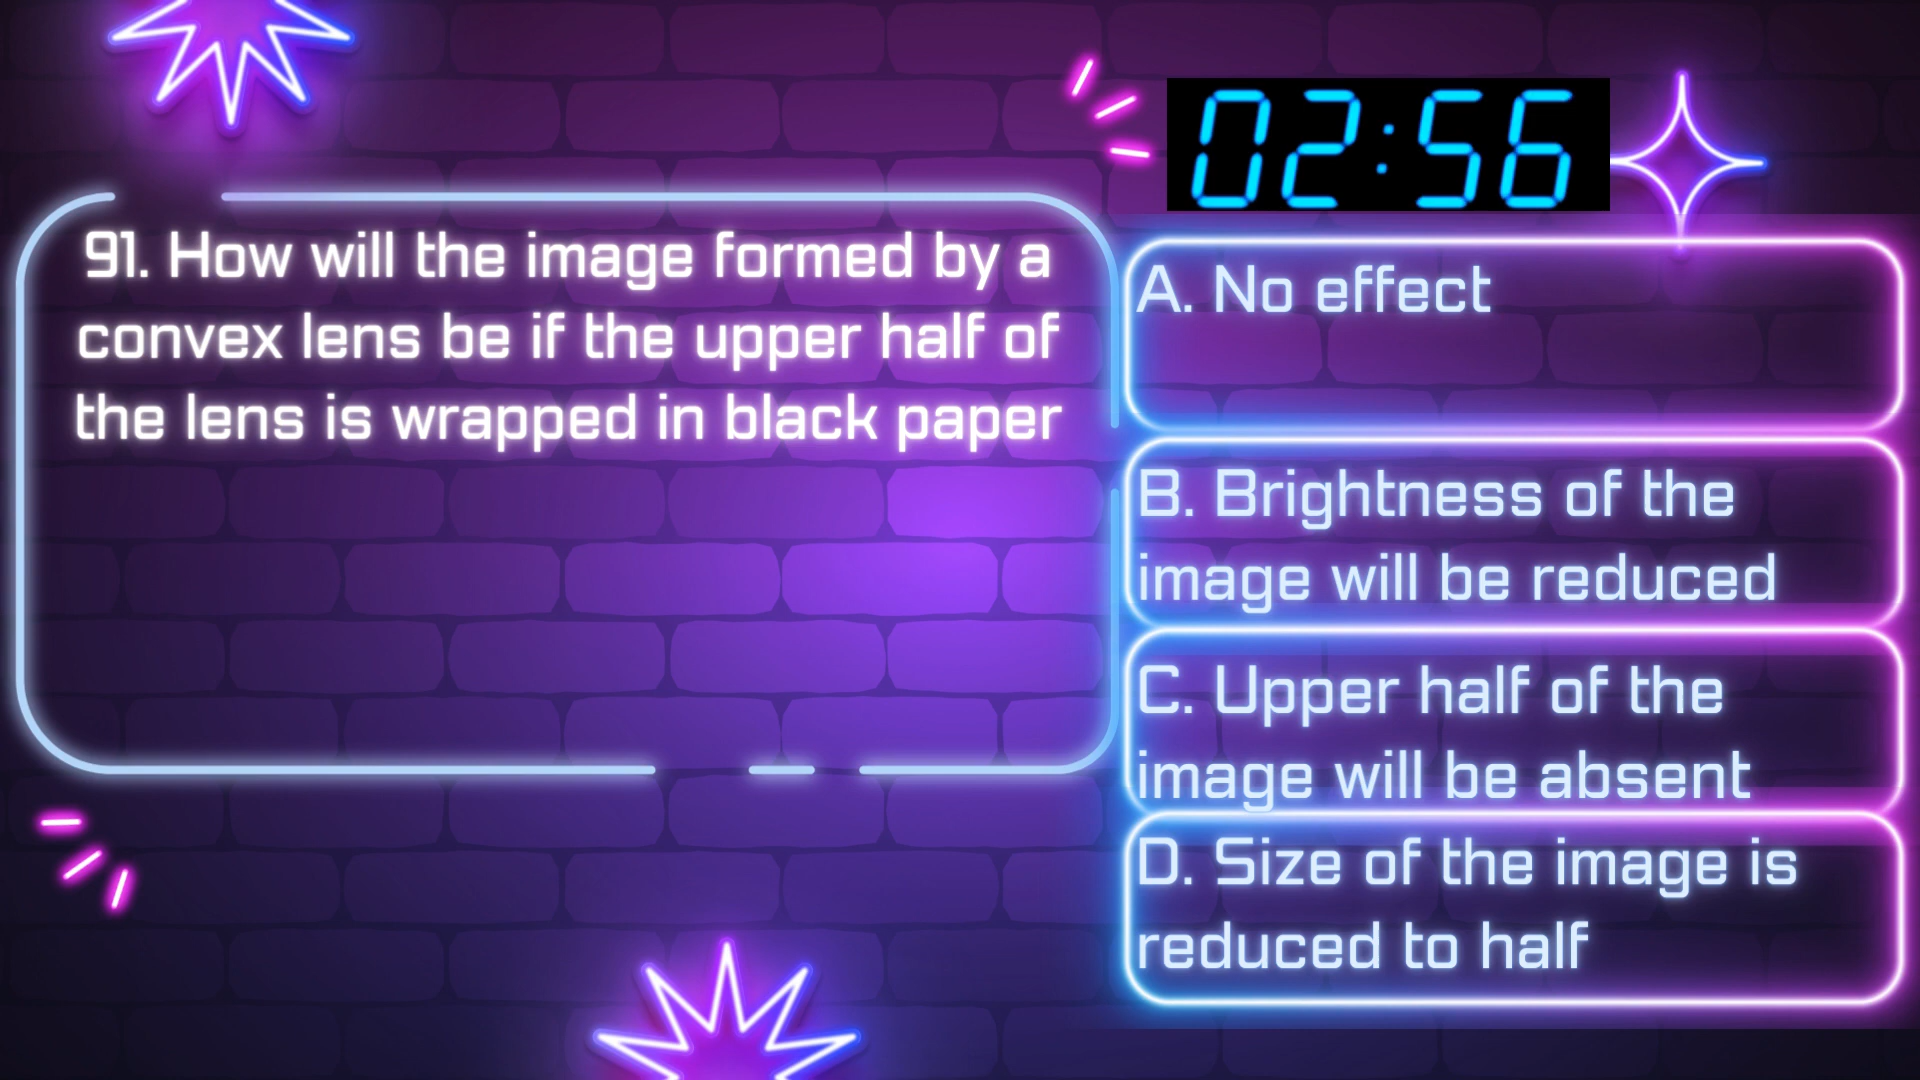 02:56
91. How will the image formed by a
convex lens be if the upper half of
the lens is wrapped in black paper
A. No effect
B. Brightness of the
image will be reduced
C. Upper half of the
image will be absent
D. Size of the image is
reduced to half